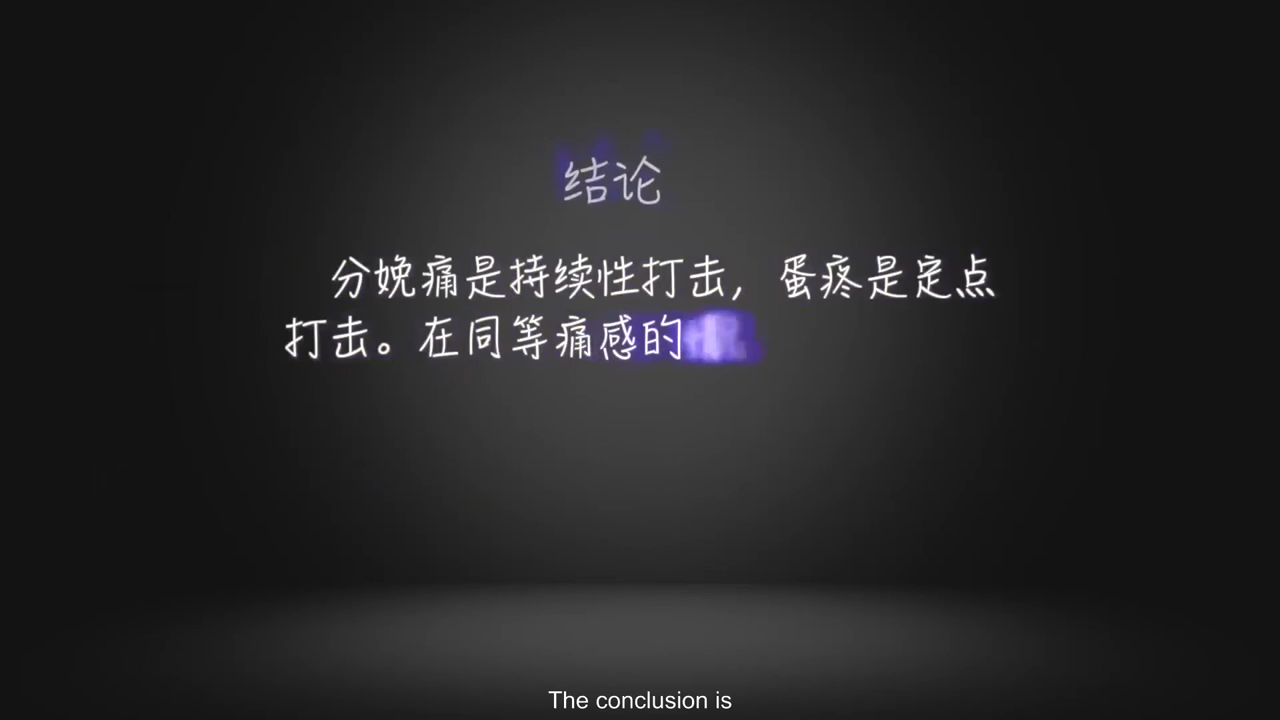 结论
分娩痛是持续性打击，蛋疼是定点
打击。在同等痛感的
The conclusion is